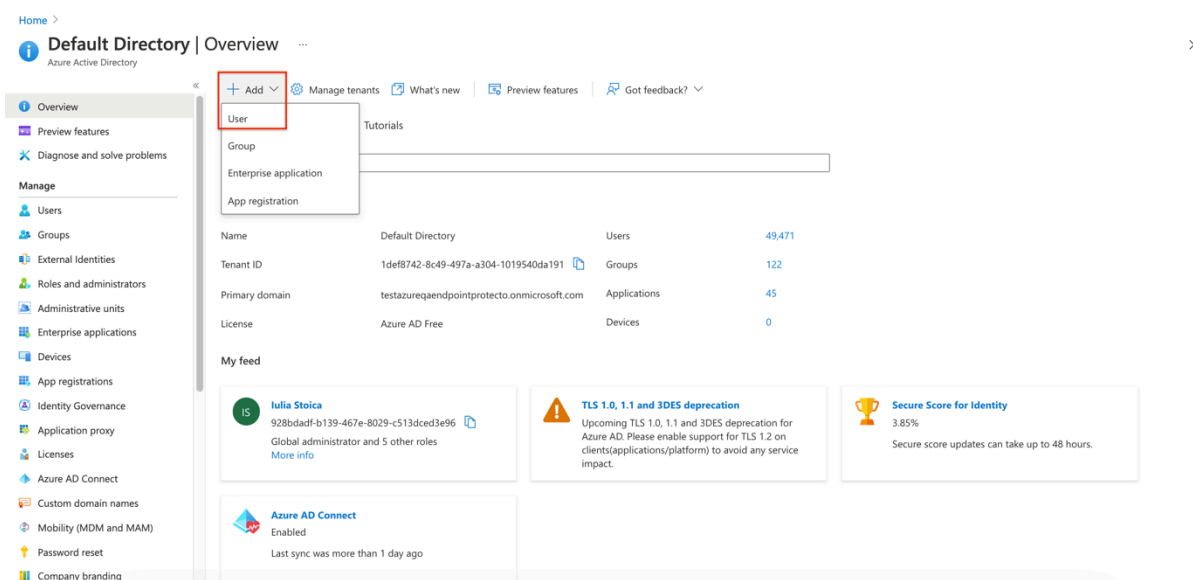 Home >
Default Directory | Overview ...
Azure Active Directory
«
Add
Manage tenants
What's new
Preview features
Got feedback?
User
Group
Enterprise application
App registration
Tutorials
Overview
Preview features
Diagnose and solve problems
Manage
Users
Groups
External Identities
Roles and administrators
Administrative units
Enterprise applications
Devices
App registrations
Identity Governance
Application proxy
Licenses
Azure AD Connect
Custom domain names
Mobility (MDM and MAM)
Password reset
Company branding
Name Default Directory Users 49,471
Tenant ID 1def8742-8c49-497a-a304-1019540da191 Groups 122
Primary domain testazureqaendpointprotecto.onmicrosoft.com Applications 45
License Azure AD Free Devices 0
My feed
IS
Iulia Stoica
928bdadf-b139-467e-8029-c513dced3e96
Global administrator and 5 other roles
More info
TLS 1.0, 1.1 and 3DES deprecation
Upcoming TLS 1.0, 1.1 and 3DES deprecation for
Azure AD. Please enable support for TLS 1.2 on
clients(applications/platform) to avoid any service
impact.
Secure Score for Identity
3.85%
Secure score updates can take up to 48 hours.
Azure AD Connect
Enabled
Last sync was more than 1 day ago